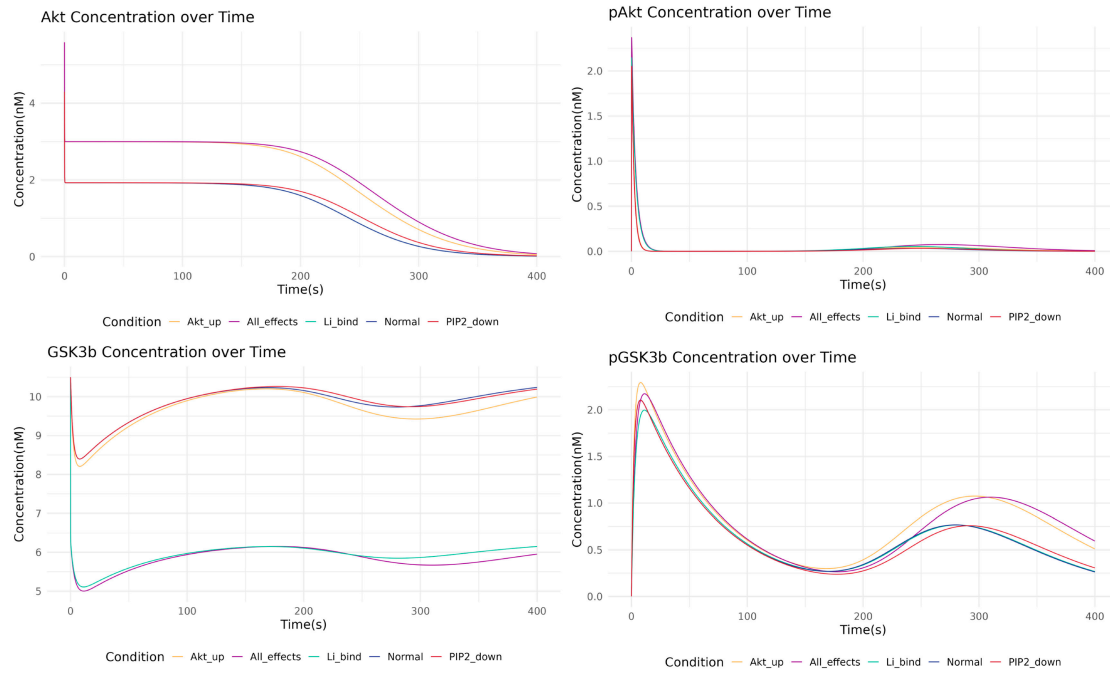 Akt Concentration over Time
Concentration(nM)
4
2
0
0 100 200 300 400
Time(s)
Condition Akt_up All_effects Li_bind Normal PIP2_down
pAkt Concentration over Time
Concentration(nM)
2.0
1.5
1.0
0.5
0.0
0 100 200 300 400
Time(s)
Condition Akt_up All_effects Li_bind Normal PIP2_down
GSK3b Concentration over Time
Concentration(nM)
10
9
8
7
6
5
0 100 200 300 400
Time(s)
Condition Akt_up All_effects Li_bind Normal PIP2_down
pGSK3b Concentration over Time
Concentration(nM)
2.0
1.5
1.0
0.5
0.0
0 100 200 300 400
Time(s)
Condition Akt_up All_effects Li_bind Normal PIP2_down